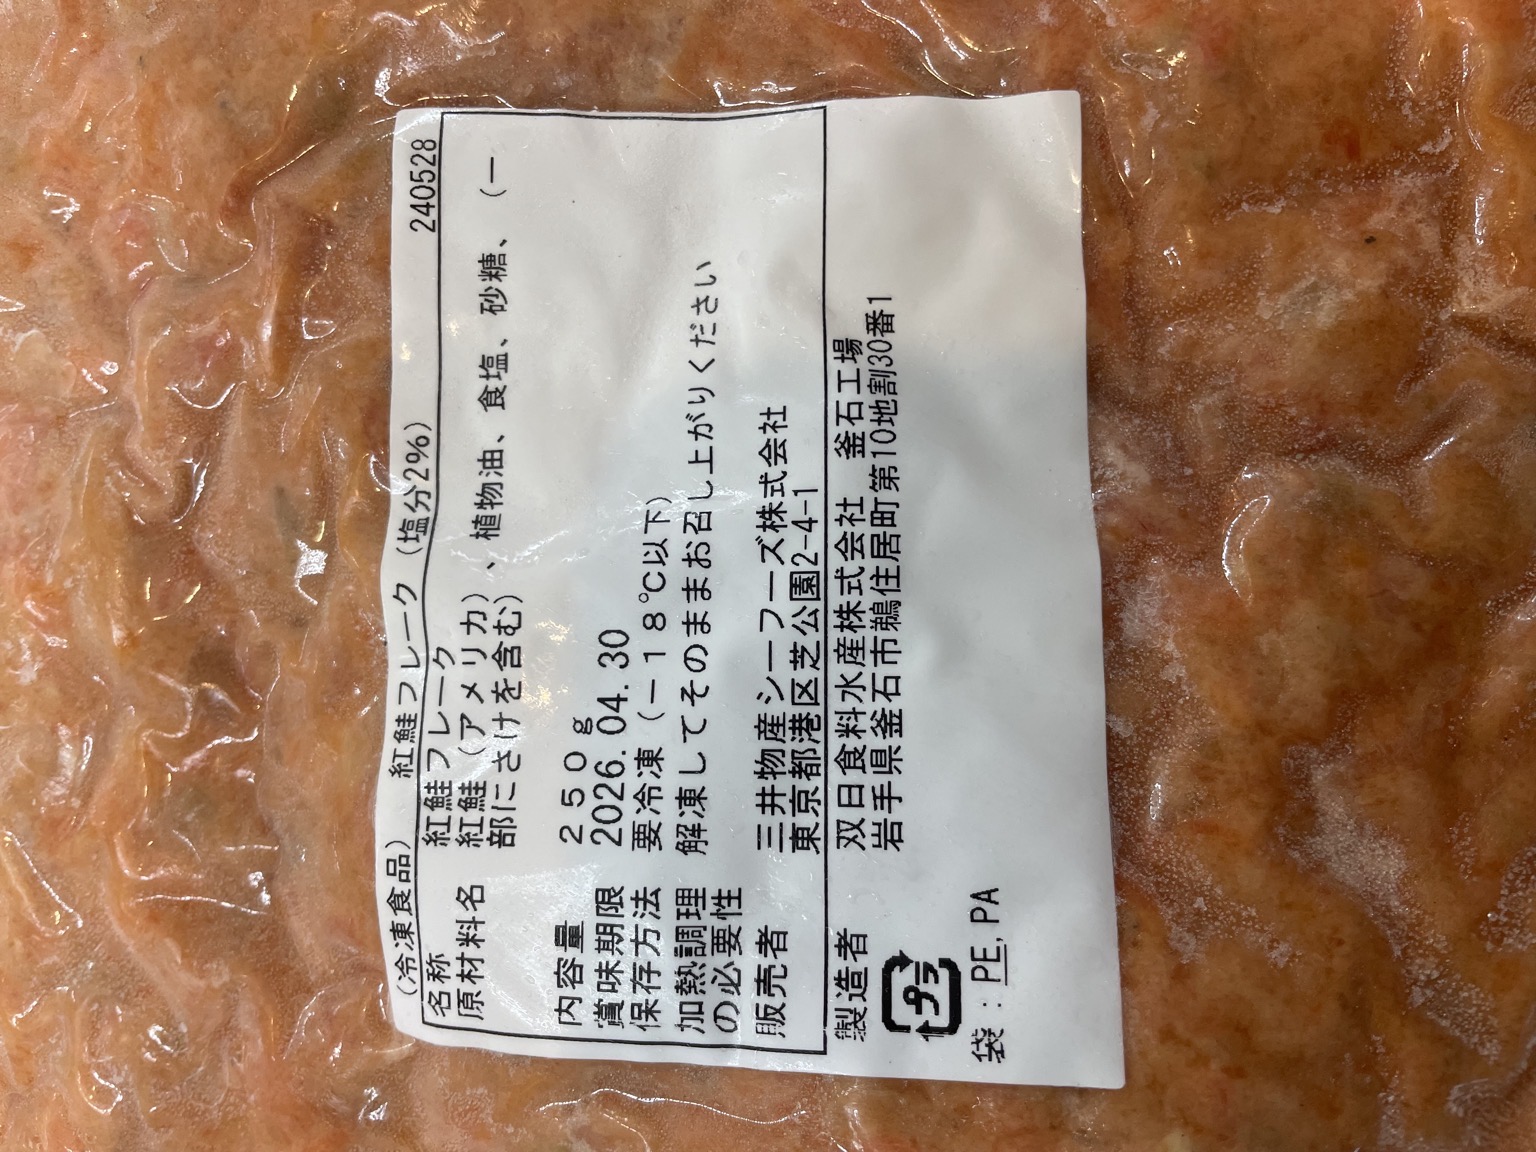 (冷凍食品) 紅鮭フレーク (塩分2%) 240528
名称 紅鮭フレーク
原材料名 紅鮭(アメリカ)、植物油、食塩、砂糖、(一
部にさけを含む)
内容量 250g
賞味期限 2026.04.30
保存方法 要冷凍(-18℃以下)
加熱調理 解凍してそのままお召し上がりください
の必要性
販売者 三井物産シーフーズ株式会社
東京都港区芝公園2-4-1
製造者 双日食料水産株式会社 釜石工場
岩手県釜石市鵜住居町第10地割30番1
プラ
袋:PE,PA